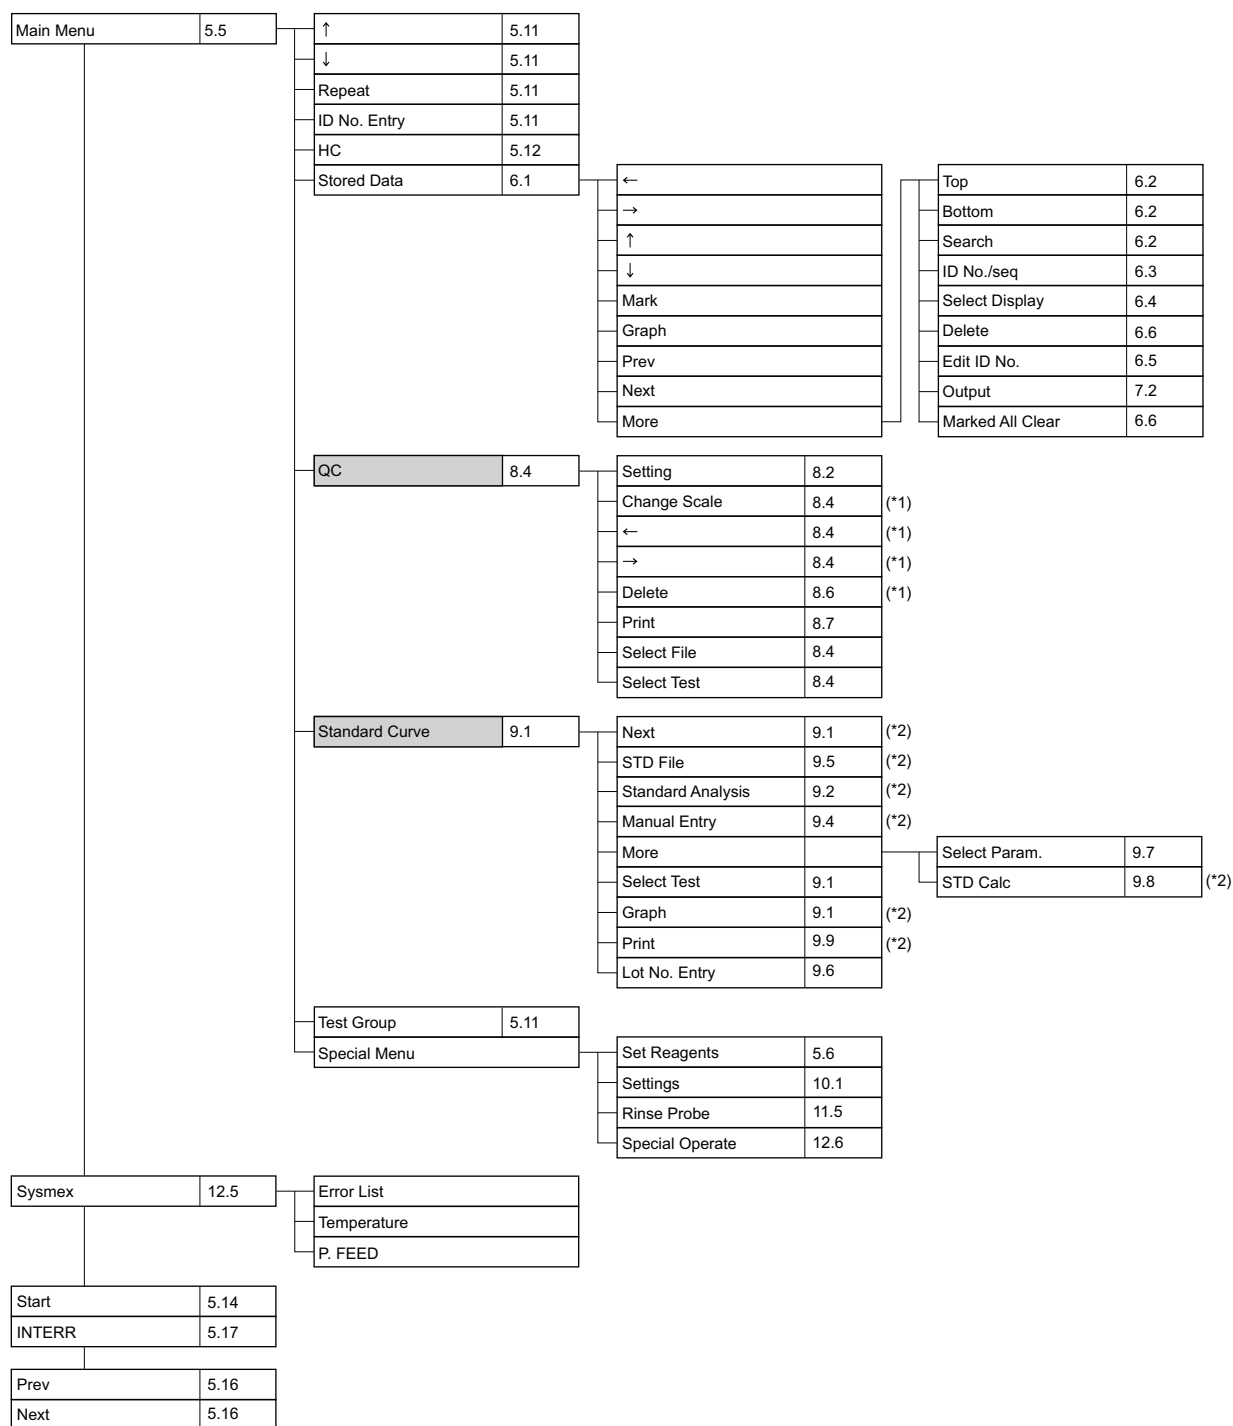 Main Menu 5.5
↑ 5.11
↓ 5.11
Repeat 5.11
ID No. Entry 5.11
HC 5.12
Stored Data 6.1
←
→
↑
↓
Mark
Graph
Prev
Next
More
Top 6.2
Bottom 6.2
Search 6.2
ID No./seq 6.3
Select Display 6.4
Delete 6.6
Edit ID No. 6.5
Output 7.2
Marked All Clear 6.6
QC 8.4
Setting 8.2
Change Scale 8.4 (*1)
← 8.4 (*1)
→ 8.4 (*1)
Delete 8.6 (*1)
Print 8.7
Select File 8.4
Select Test 8.4
Standard Curve 9.1
Next 9.1 (*2)
STD File 9.5 (*2)
Standard Analysis 9.2 (*2)
Manual Entry 9.4 (*2)
More
Select Param. 9.7
STD Calc 9.8 (*2)
Select Test 9.1
Graph 9.1 (*2)
Print 9.9 (*2)
Lot No. Entry 9.6
Test Group 5.11
Special Menu
Set Reagents 5.6
Settings 10.1
Rinse Probe 11.5
Special Operate 12.6
Sysmex 12.5
Error List
Temperature
P. FEED
Start 5.14
INTERR 5.17
Prev 5.16
Next 5.16